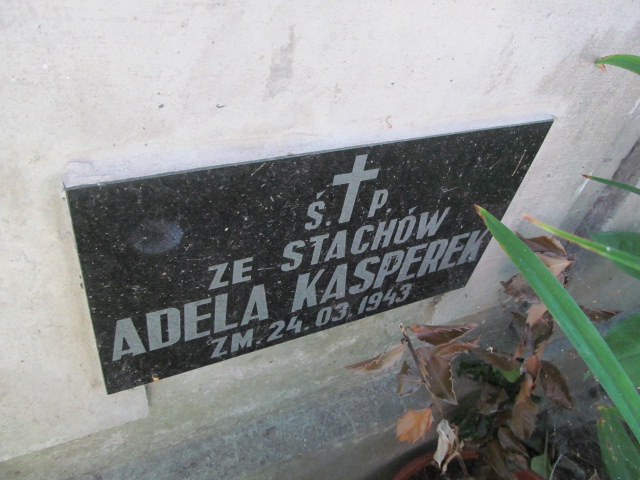 Ś. P.
ZE STACHÓW
ADELA KASPEREK
ZM. 24. 03. 1943